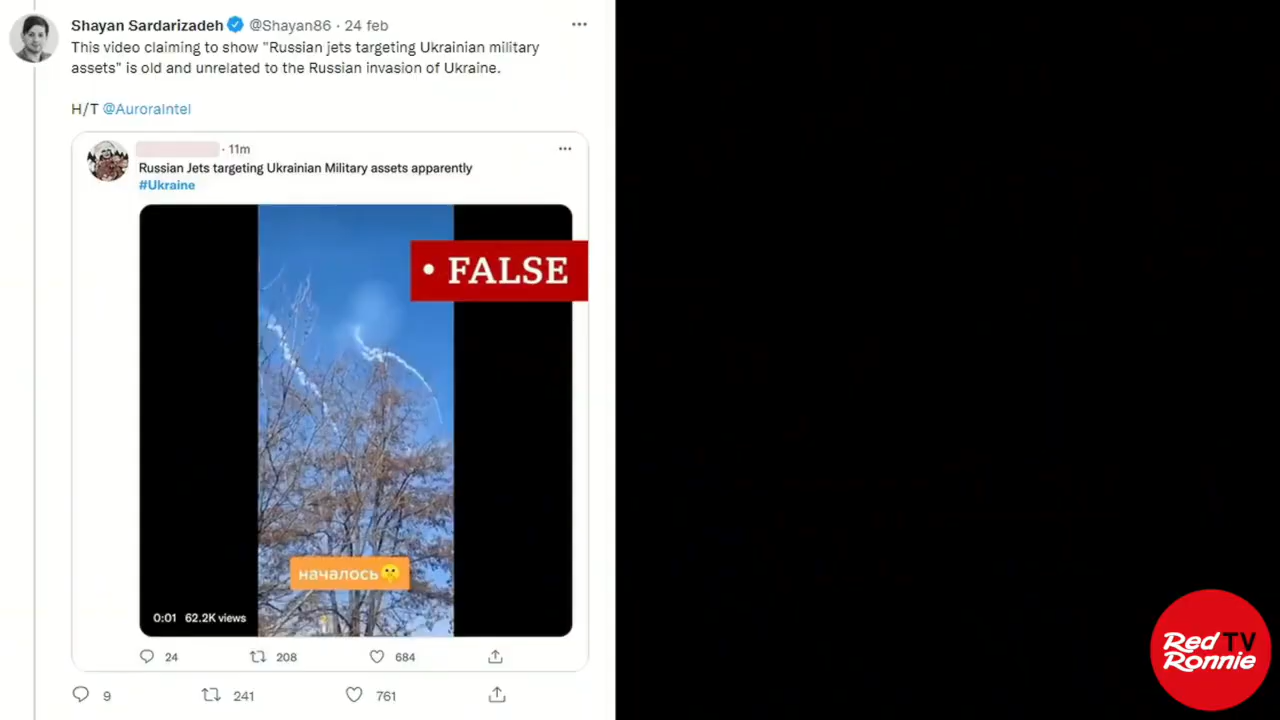 Shayan Sardarizadeh @Shayan86 · 24 feb
This video claiming to show "Russian jets targeting Ukrainian military
assets" is old and unrelated to the Russian invasion of Ukraine.
H/T @AuroraIntel
· 11m
Russian Jets targeting Ukrainian Military assets apparently
#Ukraine
• FALSE
началось🤫
0:01 62.2K views
24 208 684
9 241 761
Red TV
Ronnie